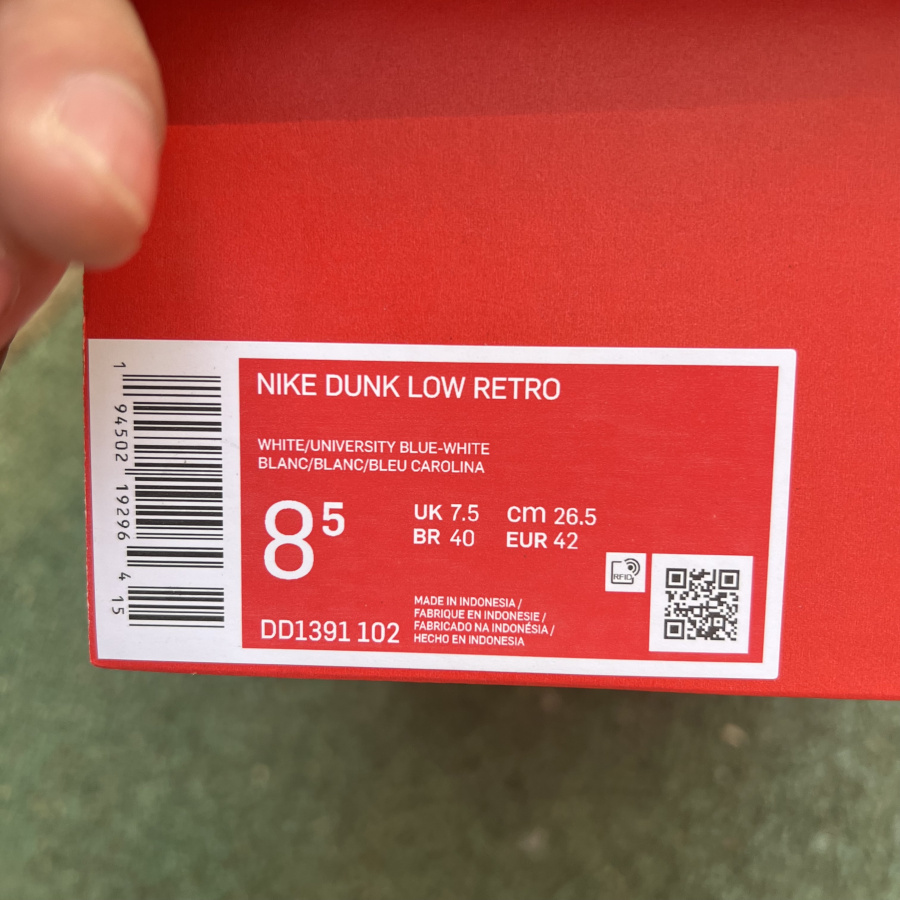 1 94502 19296 4 15
NIKE DUNK LOW RETRO
WHITE/UNIVERSITY BLUE-WHITE
BLANC/BLANC/BLEU CAROLINA
8⁵
UK 7.5 cm 26.5
BR 40 EUR 42
RFID
DD1391 102
MADE IN INDONESIA /
FABRIQUE EN INDONESIE /
FABRICADO NA INDONÉSIA /
HECHO EN INDONESIA